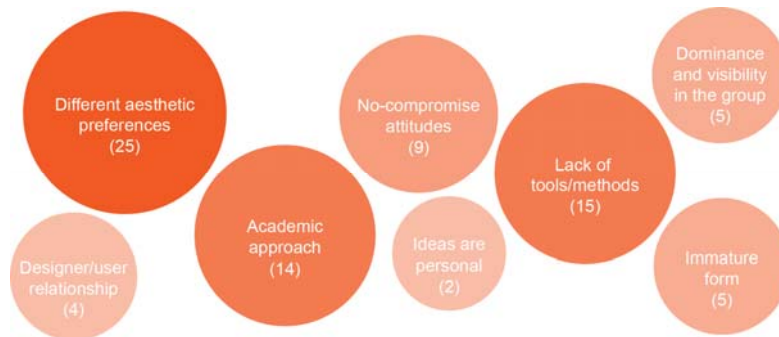 Different aesthetic
preferences
(25)
Designer/user
relationship
(4)
Academic
approach
(14)
No-compromise
attitudes
(9)
Ideas are
personal
(2)
Lack of
tools/methods
(15)
Dominance
and visibility
in the group
(5)
Immature
form
(5)